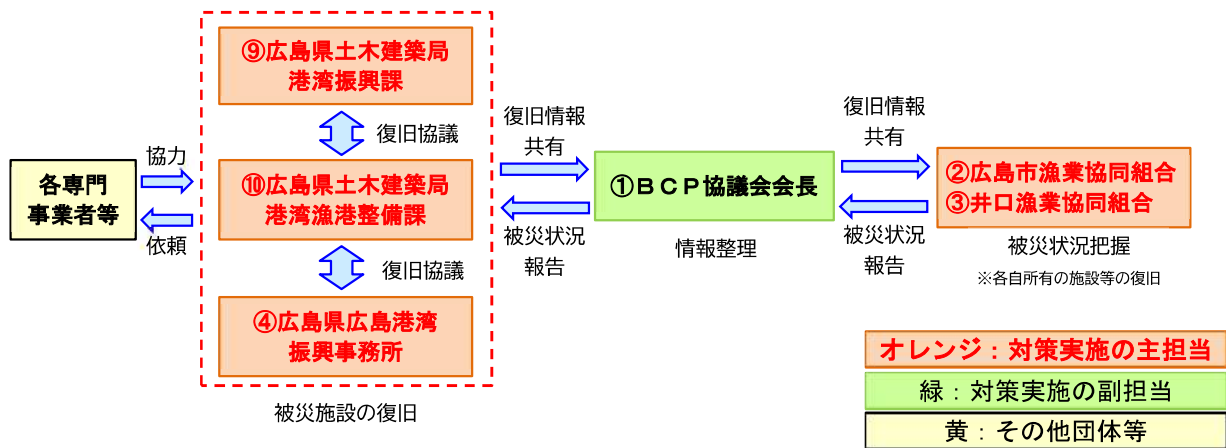 各専門
事業者等
協力
依頼
⑨広島県土木建築局
港湾振興課
復旧協議
⑩広島県土木建築局
港湾漁港整備課
復旧協議
④広島県広島港湾
振興事務所
被災施設の復旧
復旧情報
共有
被災状況
報告
①ＢＣＰ協議会会長
情報整理
復旧情報
共有
被災状況
報告
②広島市漁業協同組合
③井口漁業協同組合
被災状況把握
※各自所有の施設等の復旧
オレンジ：対策実施の主担当
緑：対策実施の副担当
黄：その他団体等